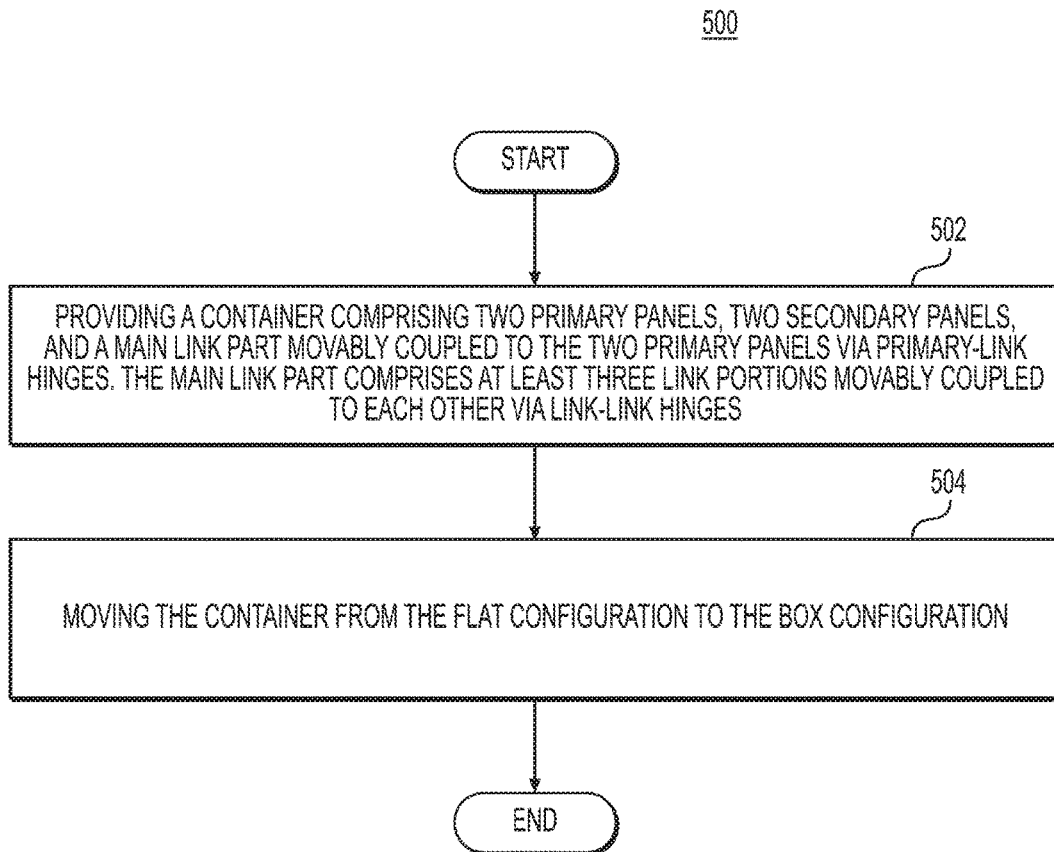 500
START
502
PROVIDING A CONTAINER COMPRISING TWO PRIMARY PANELS, TWO SECONDARY PANELS,
AND A MAIN LINK PART MOVABLY COUPLED TO THE TWO PRIMARY PANELS VIA PRIMARY-LINK
HINGES. THE MAIN LINK PART COMPRISES AT LEAST THREE LINK PORTIONS MOVABLY COUPLED
TO EACH OTHER VIA LINK-LINK HINGES
504
MOVING THE CONTAINER FROM THE FLAT CONFIGURATION TO THE BOX CONFIGURATION
END